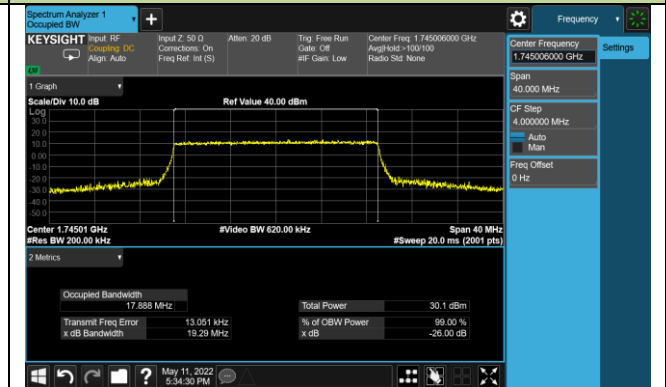 Spectrum Analyzer 1
Occupied BW
+
Frequency
KEYSIGHT
Input: RF
Coupling: DC
Align: Auto
Input Z: 50 Ω
Corrections: On
Freq Ref: Int (S)
Atten: 20 dB
Trig: Free Run
Gate: Off
#IF Gain: Low
Center Freq: 1.745006000 GHz
Avg|Hold:>100/100
Radio Std: None
LW
Center Frequency
1.745006000 GHz
Settings
Span
40.000 MHz
CF Step
4.000000 MHz
Auto
Man
Freq Offset
0 Hz
1 Graph
Scale/Div 10.0 dB
Ref Value 40.00 dBm
Log
30.0
20.0
10.0
0.00
-10.0
-20.0
-30.0
-40.0
-50.0
Center 1.74501 GHz
#Video BW 620.00 kHz
Span 40 MHz
#Res BW 200.00 kHz
#Sweep 20.0 ms (2001 pts)
2 Metrics
Occupied Bandwidth
17.888 MHz
Total Power 30.1 dBm
Transmit Freq Error 13.051 kHz
% of OBW Power 99.00 %
x dB Bandwidth 19.29 MHz
x dB -26.00 dB
?
May 11, 2022
5:34:30 PM